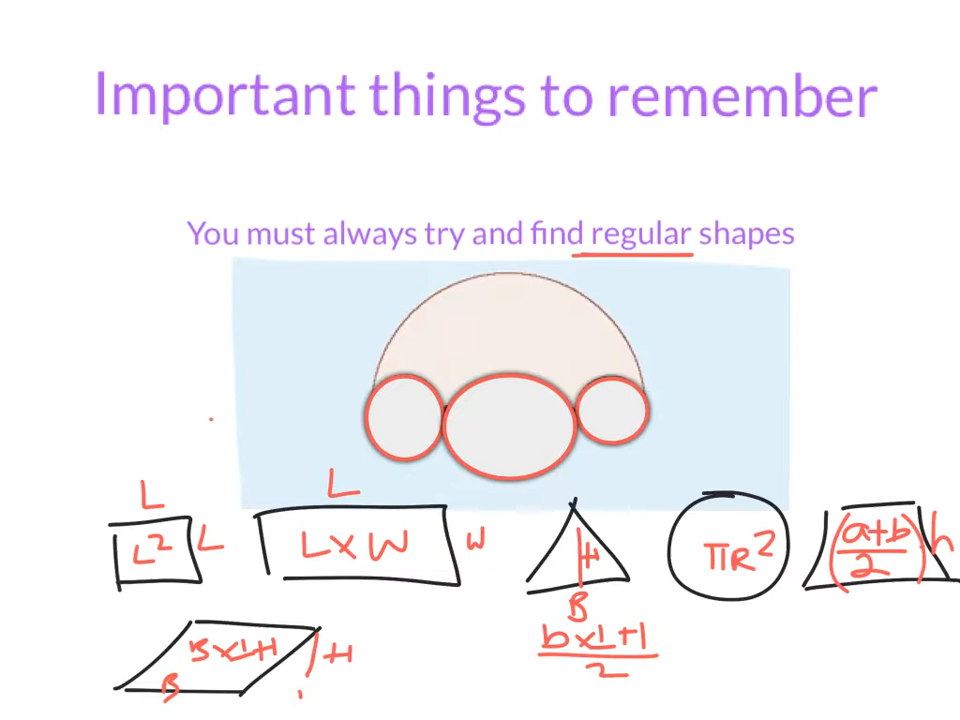 Important things to remember
You must always try and find regular shapes
L
L
L² L
L x W W
H
B
b x H
2
πR²
(a+b)
2
h
B x H H
B